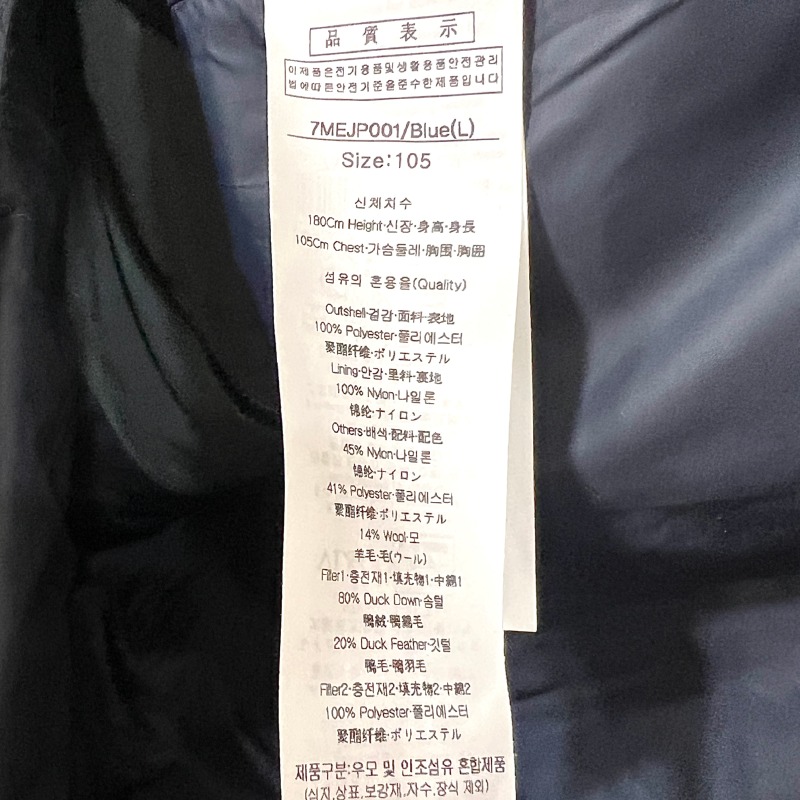 品質表示
이제품은전기용품및생활용품안전관리
법에따른안전기준을준수한제품입니다
7MEJP001/Blue(L)
Size:105
신체치수
180Cm Height·신장·身高·身長
105Cm Chest·가슴둘레·胸围·胸囲
섬유의 혼용율(Quality)
Outshell·겉감·面料·表地
100% Polyester·폴리에스터
聚酯纤维·ポリエステル
Lining·안감·里料·裏地
100% Nylon·나일론
锦纶·ナイロン
Others·배색·配料·配色
45% Nylon·나일론
锦纶·ナイロン
41% Polyester·폴리에스터
聚酯纤维·ポリエステル
14% Wool·모
羊毛·毛(ウール)
Filler1·충전재1·填充物1·中綿1
80% Duck Down·솜털
鸭绒·鴨鵝毛
20% Duck Feather·깃털
鸭毛·鴨羽毛
Filler2·충전재2·填充物2·中綿2
100% Polyester·폴리에스터
聚酯纤维·ポリエステル
제품구분:우모 및 인조섬유 혼합제품
(심지,상표,보강재,자수,장식 제외)